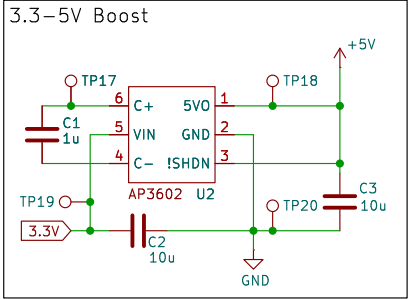 3.3-5V Boost
+5V
TP17
TP18
6 C+ 5VO 1
C1
1u
5 VIN GND 2
4 C- !SHDN 3
AP3602 U2
C3
10u
TP19
TP20
3.3V
C2
10u
GND